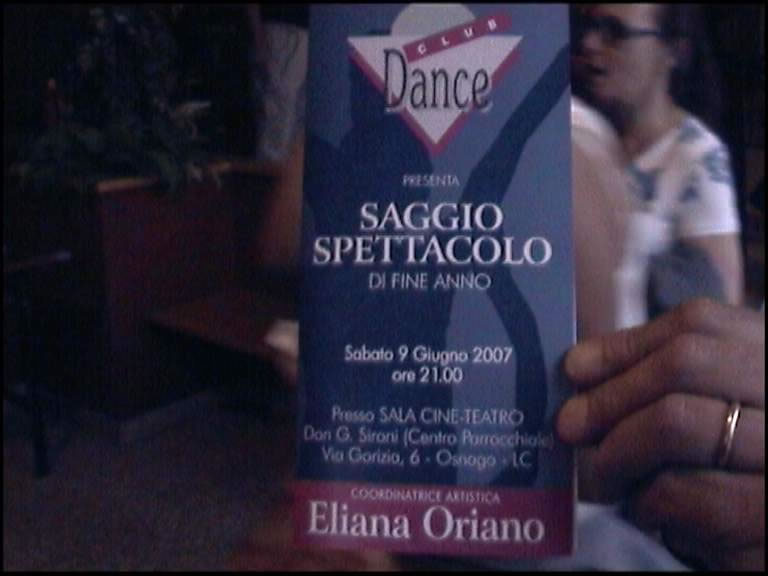 CLUB
Dance
PRESENTA
SAGGIO
SPETTACOLO
DI FINE ANNO
Sabato 9 Giugno 2007
ore 21.00
Presso SALA CINE-TEATRO
Don G. Sironi (Centro Parrocchiale)
Via Gorizia, 6 - Osnago - LC
COORDINATRICE ARTISTICA
Eliana Oriano